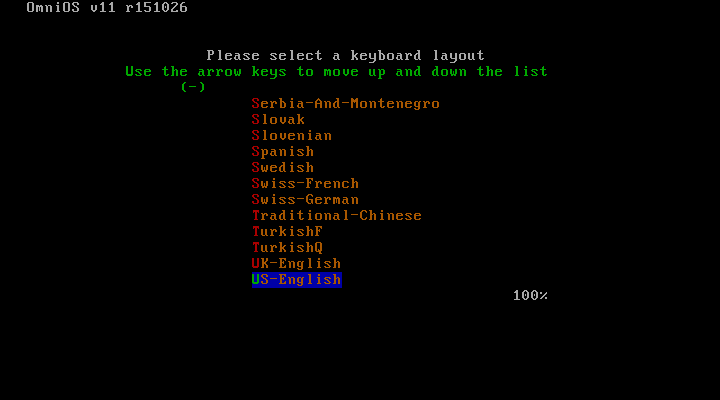 OmniOS v11 r151026
Please select a keyboard layout
Use the arrow keys to move up and down the list
(-)
Serbia-And-Montenegro
Slovak
Slovenian
Spanish
Swedish
Swiss-French
Swiss-German
Traditional-Chinese
TurkishF
TurkishQ
UK-English
US-English
100%